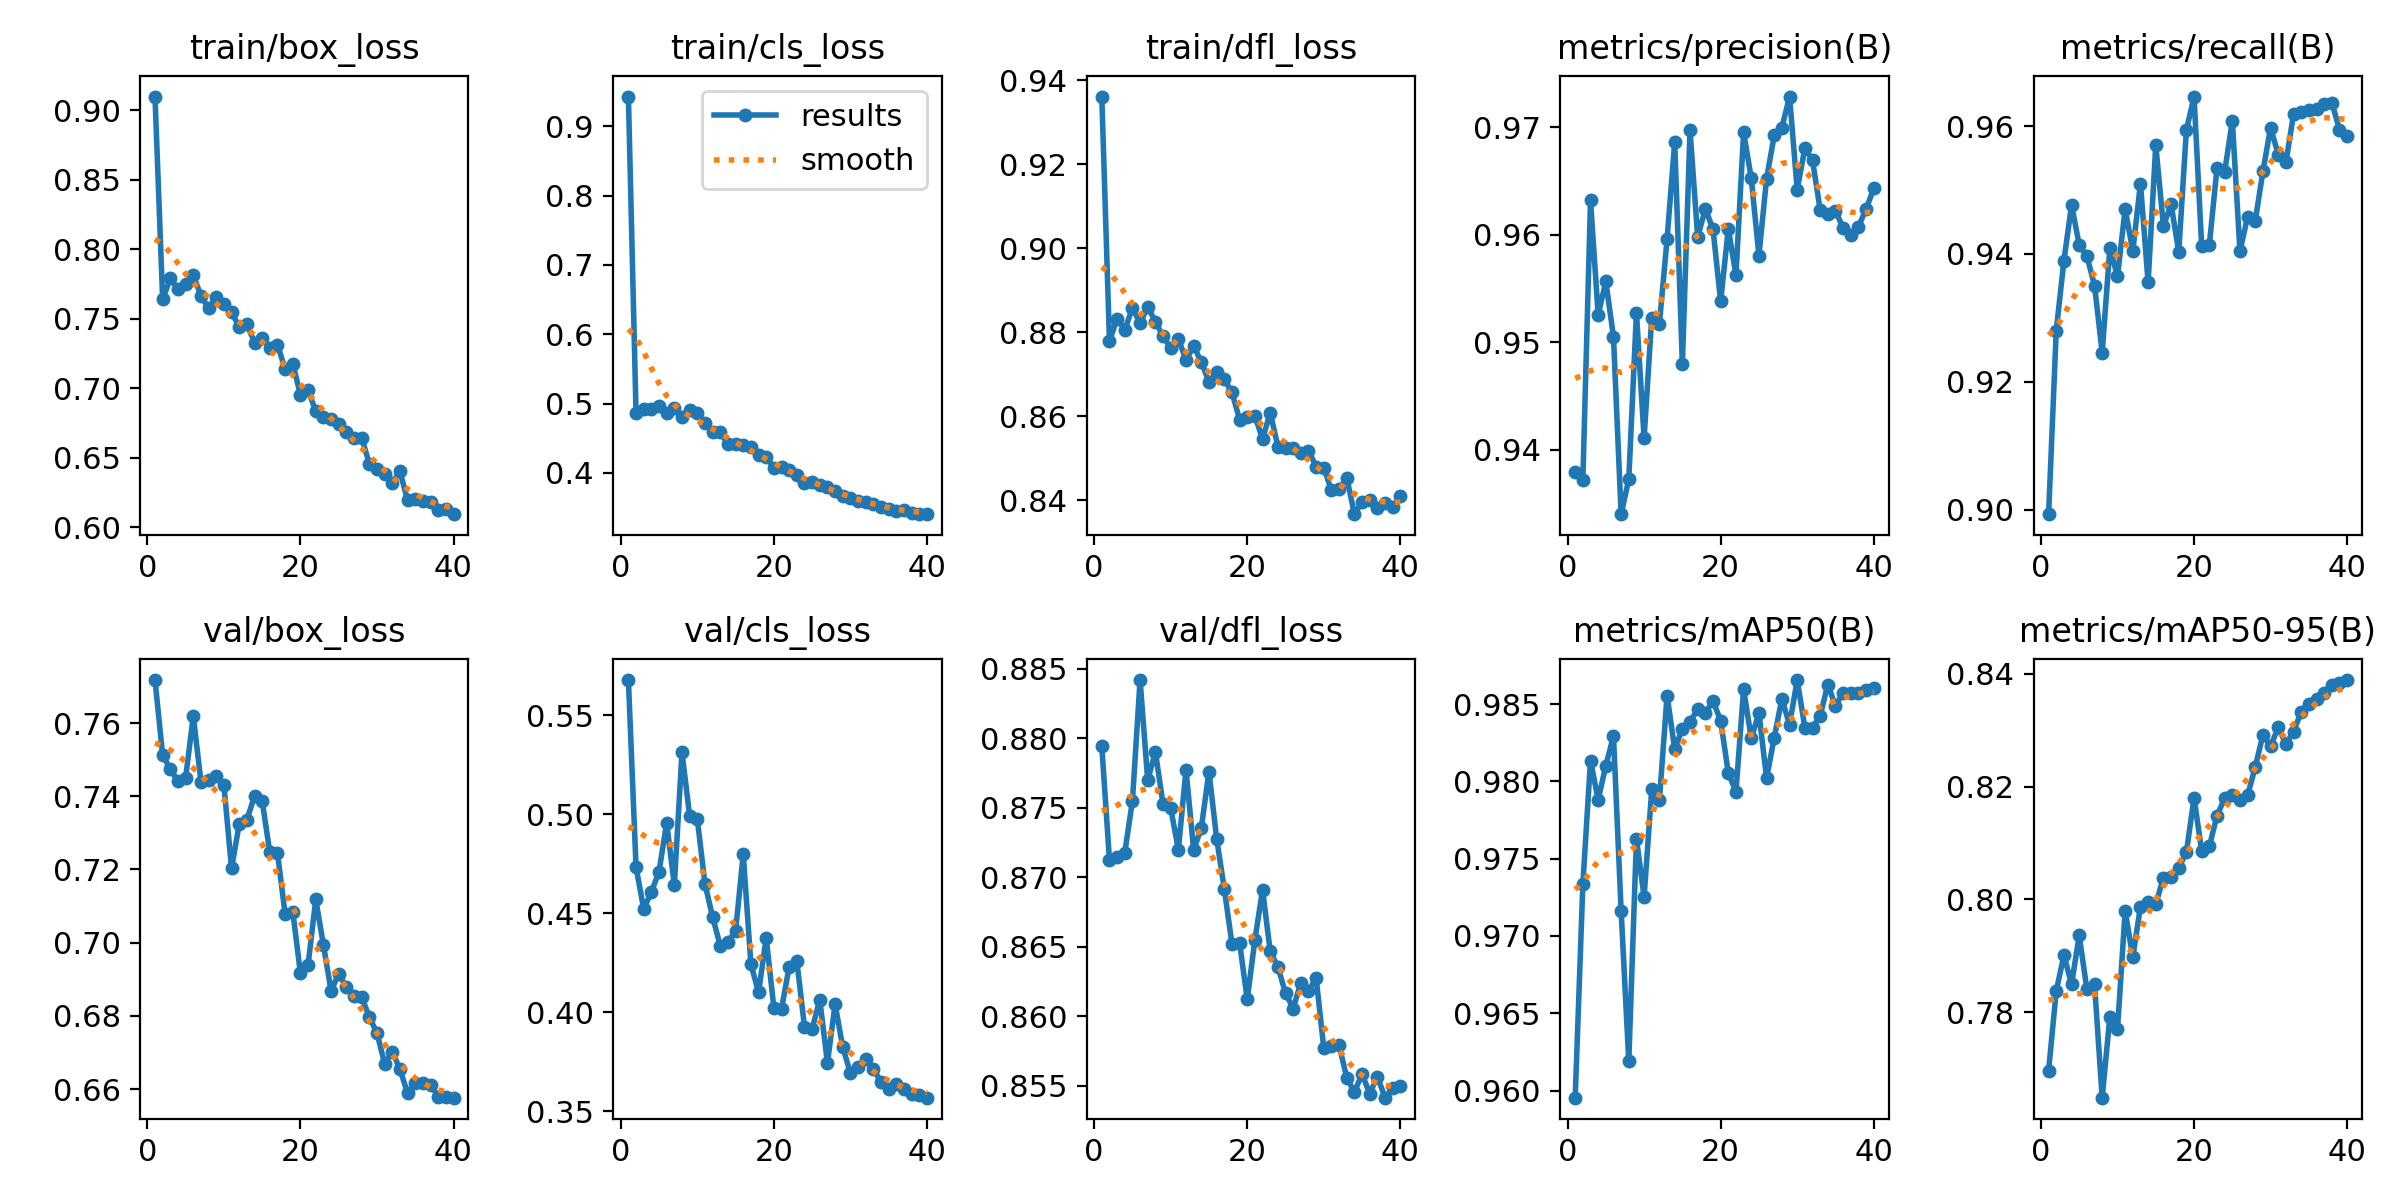 train/box_loss
0.90
0.85
0.80
0.75
0.70
0.65
0.60
0 20 40
train/cls_loss
results
smooth
0.9
0.8
0.7
0.6
0.5
0.4
0 20 40
train/dfl_loss
0.94
0.92
0.90
0.88
0.86
0.84
0 20 40
metrics/precision(B)
0.97
0.96
0.95
0.94
0 20 40
metrics/recall(B)
0.96
0.94
0.92
0.90
0 20 40
val/box_loss
0.76
0.74
0.72
0.70
0.68
0.66
0 20 40
val/cls_loss
0.55
0.50
0.45
0.40
0.35
0 20 40
val/dfl_loss
0.885
0.880
0.875
0.870
0.865
0.860
0.855
0 20 40
metrics/mAP50(B)
0.985
0.980
0.975
0.970
0.965
0.960
0 20 40
metrics/mAP50-95(B)
0.84
0.82
0.80
0.78
0 20 40